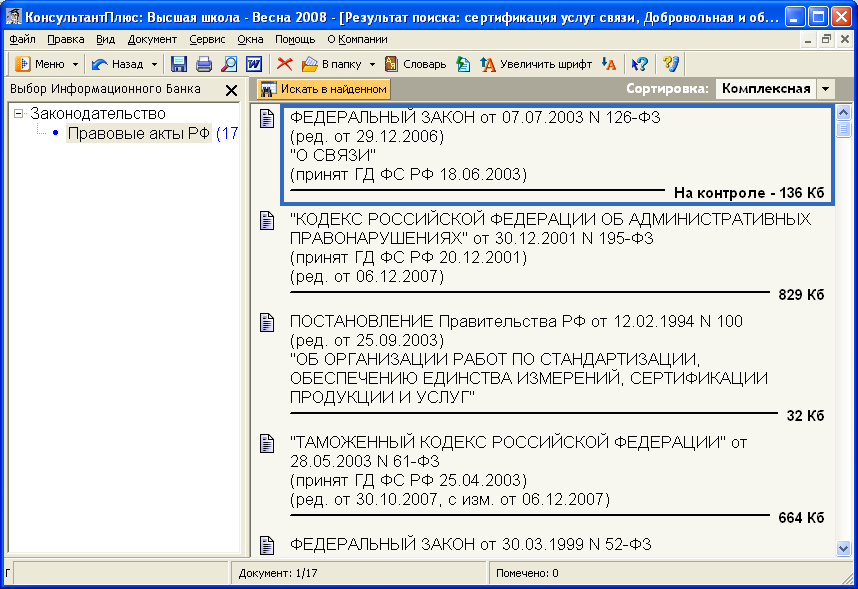 КонсультантПлюс: Высшая школа - Весна 2008 - [Результат поиска: сертификация услуг связи, Добровольная и об...
Файл Правка Вид Документ Сервис Окна Помощь О Компании
Меню Назад В папку Словарь Увеличить шрифт
Выбор Информационного Банка
Искать в найденном
Сортировка: Комплексная
Законодательство
Правовые акты РФ (17
ФЕДЕРАЛЬНЫЙ ЗАКОН от 07.07.2003 N 126-ФЗ
(ред. от 29.12.2006)
"О СВЯЗИ"
(принят ГД ФС РФ 18.06.2003)
На контроле - 136 Кб
"КОДЕКС РОССИЙСКОЙ ФЕДЕРАЦИИ ОБ АДМИНИСТРАТИВНЫХ
ПРАВОНАРУШЕНИЯХ" от 30.12.2001 N 195-ФЗ
(принят ГД ФС РФ 20.12.2001)
(ред. от 06.12.2007)
829 Кб
ПОСТАНОВЛЕНИЕ Правительства РФ от 12.02.1994 N 100
(ред. от 25.09.2003)
"ОБ ОРГАНИЗАЦИИ РАБОТ ПО СТАНДАРТИЗАЦИИ,
ОБЕСПЕЧЕНИЮ ЕДИНСТВА ИЗМЕРЕНИЙ, СЕРТИФИКАЦИИ
ПРОДУКЦИИ И УСЛУГ"
32 Кб
"ТАМОЖЕННЫЙ КОДЕКС РОССИЙСКОЙ ФЕДЕРАЦИИ" от
28.05.2003 N 61-ФЗ
(принят ГД ФС РФ 25.04.2003)
(ред. от 30.10.2007, с изм. от 06.12.2007)
664 Кб
ФЕДЕРАЛЬНЫЙ ЗАКОН от 30.03.1999 N 52-ФЗ
Документ: 1/17
Помечено: 0